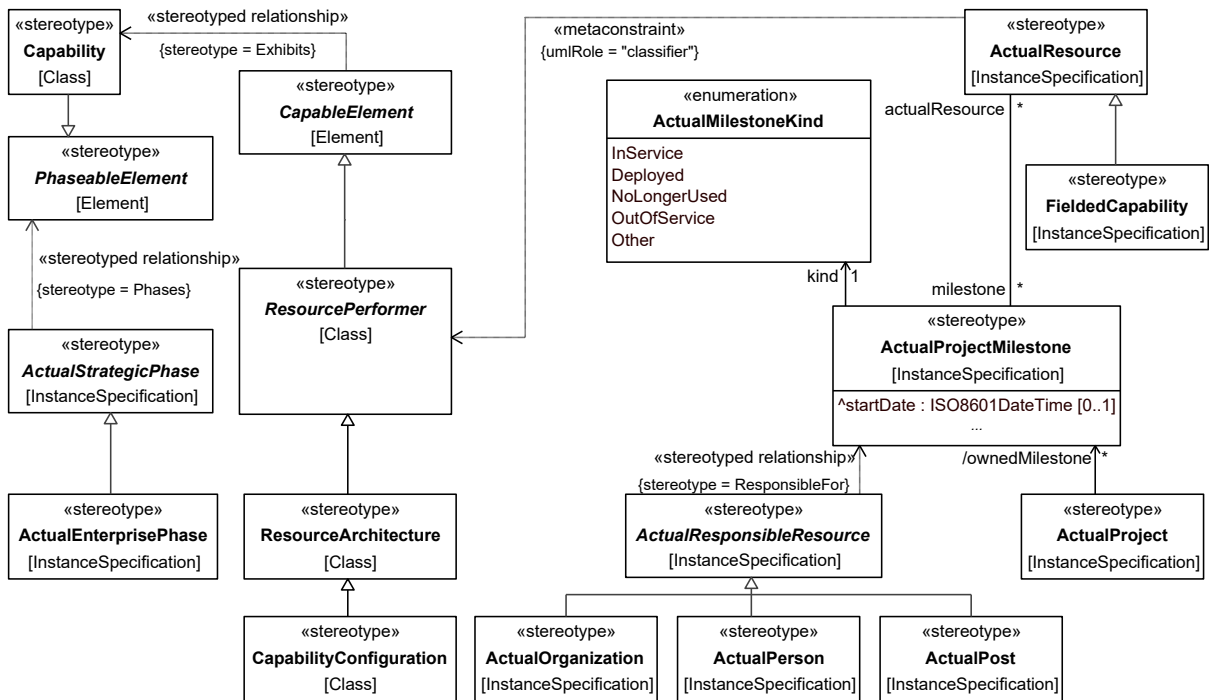 «stereotype»
Capability
[Class]
«stereotyped relationship»
{stereotype = Exhibits}
«metaconstraint»
{umlRole = "classifier"}
«stereotype»
ActualResource
[InstanceSpecification]
«stereotype»
CapableElement
[Element]
«enumeration»
ActualMilestoneKind
InService
Deployed
NoLongerUsed
OutOfService
Other
actualResource *
«stereotype»
PhaseableElement
[Element]
«stereotype»
FieldedCapability
[InstanceSpecification]
«stereotyped relationship»
{stereotype = Phases}
«stereotype»
ResourcePerformer
[Class]
kind 1
milestone *
«stereotype»
ActualStrategicPhase
[InstanceSpecification]
«stereotype»
ActualProjectMilestone
[InstanceSpecification]
^startDate : ISO8601DateTime [0..1]
...
«stereotyped relationship»
{stereotype = ResponsibleFor}
/ownedMilestone *
«stereotype»
ActualEnterprisePhase
[InstanceSpecification]
«stereotype»
ResourceArchitecture
[Class]
«stereotype»
ActualResponsibleResource
[InstanceSpecification]
«stereotype»
ActualProject
[InstanceSpecification]
«stereotype»
CapabilityConfiguration
[Class]
«stereotype»
ActualOrganization
[InstanceSpecification]
«stereotype»
ActualPerson
[InstanceSpecification]
«stereotype»
ActualPost
[InstanceSpecification]